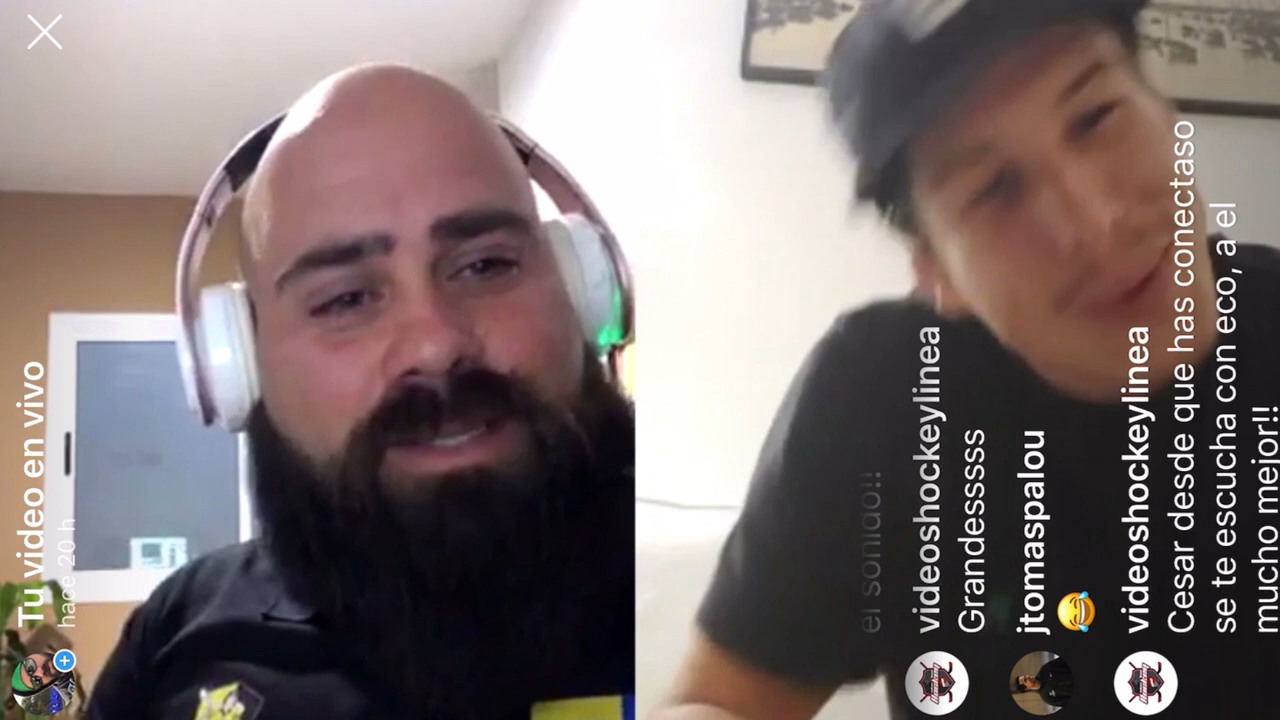 Tu video en vivo
hace 20 h
el sonido!!
videoshockeylinea
Grandesssss
jtomaspalou
😂
videoshockeylinea
Cesar desde que has conectaso
se te escucha con eco, a el
mucho mejor!!